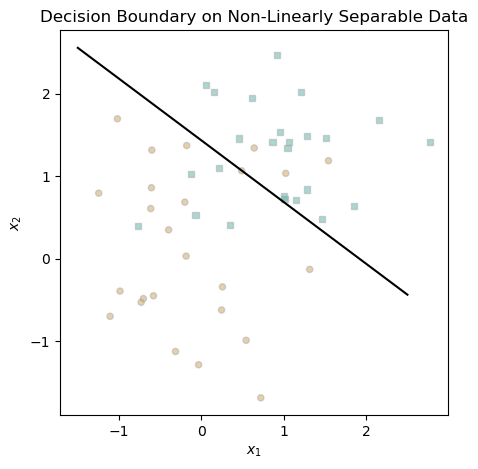 Decision Boundary on Non-Linearly Separable Data
x₂
2
1
0
−1
−1
0
1
2
x₁